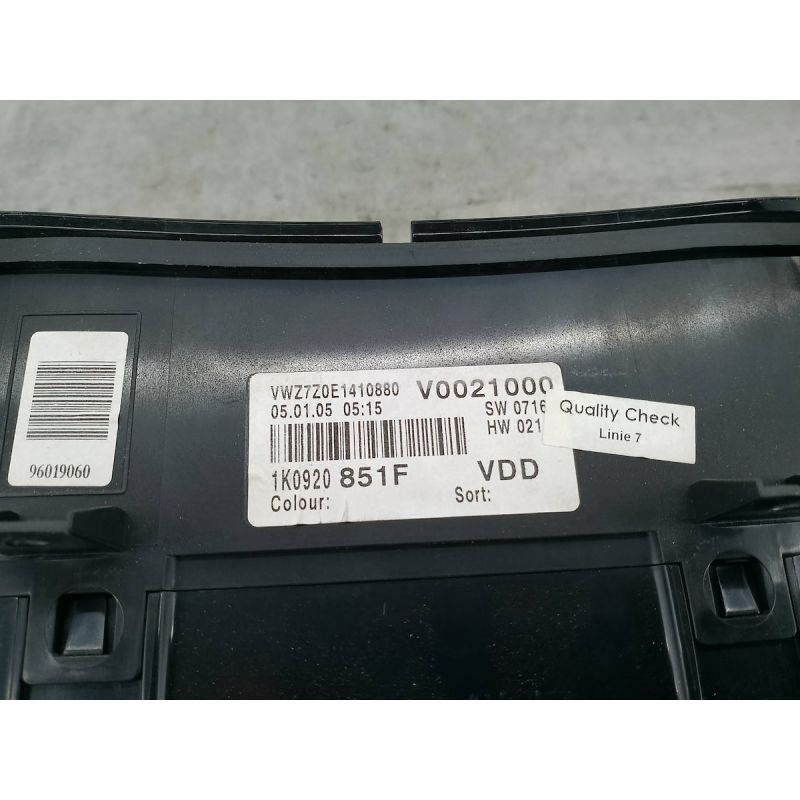 VWZ7Z0E1410880 V0021000
05.01.05 05:15 SW 0716
HW 021
1K0920 851F VDD
Colour: Sort:
Quality Check
Linie 7
96019060